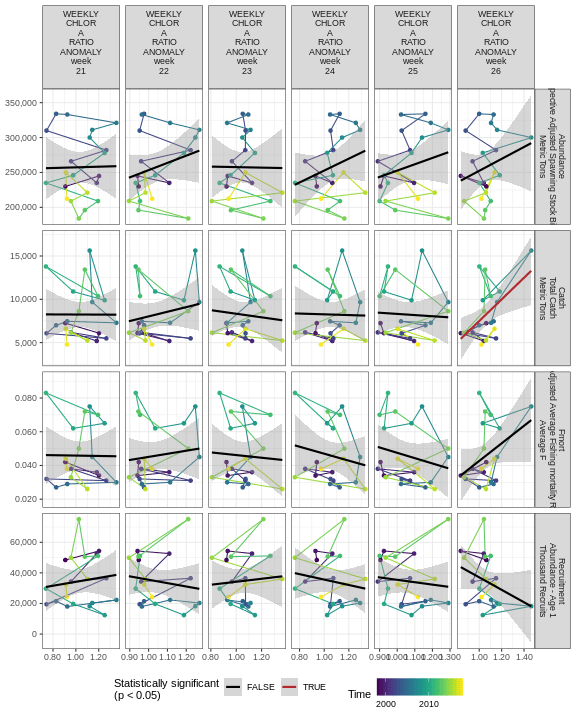 WEEKLY CHLOR A RATIO ANOMALY week 21
WEEKLY CHLOR A RATIO ANOMALY week 22
WEEKLY CHLOR A RATIO ANOMALY week 23
WEEKLY CHLOR A RATIO ANOMALY week 24
WEEKLY CHLOR A RATIO ANOMALY week 25
WEEKLY CHLOR A RATIO ANOMALY week 26
350,000
300,000
250,000
200,000
Abundance
pective Adjusted Spawning Stock Bi
Metric Tons
15,000
10,000
5,000
Catch
Total Catch
Metric Tons
0.080
0.060
0.040
0.020
Fmort
djusted Average Fishing mortality R
Average F
60,000
40,000
20,000
0
Recruitment
Abundance - Age 1
Thousand Recruits
0.80 1.00 1.20
0.90 1.00 1.10 1.20
0.80 1.00 1.20
0.80 1.00 1.20
0.90 1.00 1.10 1.20 1.30
1.00 1.20 1.40
Statistically significant
(p < 0.05)
FALSE
TRUE
Time
2000 2010